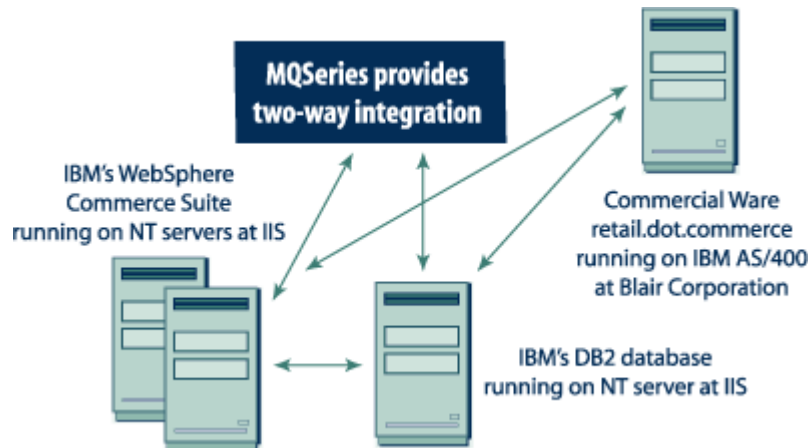 MQSeries provides
two-way integration
IBM's WebSphere
Commerce Suite
running on NT servers at IIS
Commercial Ware
retail.dot.commerce
running on IBM AS/400
at Blair Corporation
IBM's DB2 database
running on NT server at IIS